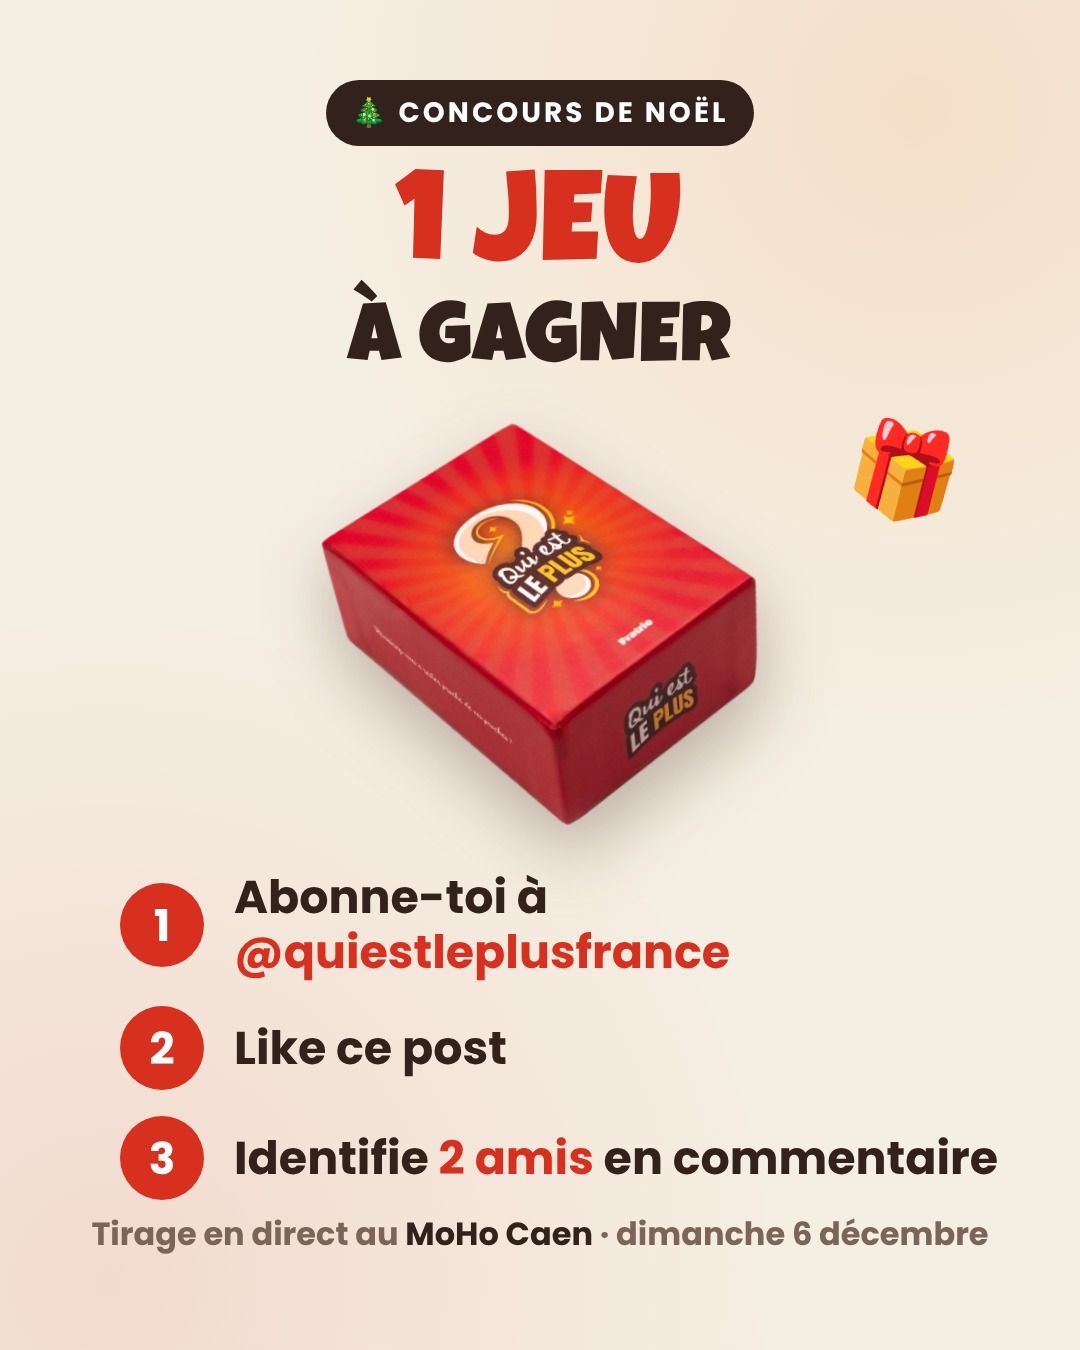 🎄 CONCOURS DE NOËL
1 JEU
À GAGNER
Qui est
LE PLUS
Fratrio
Qui est
LE PLUS
1 Abonne-toi à
@quiestleplusfrance
2 Like ce post
3 Identifie 2 amis en commentaire
Tirage en direct au MoHo Caen · dimanche 6 décembre